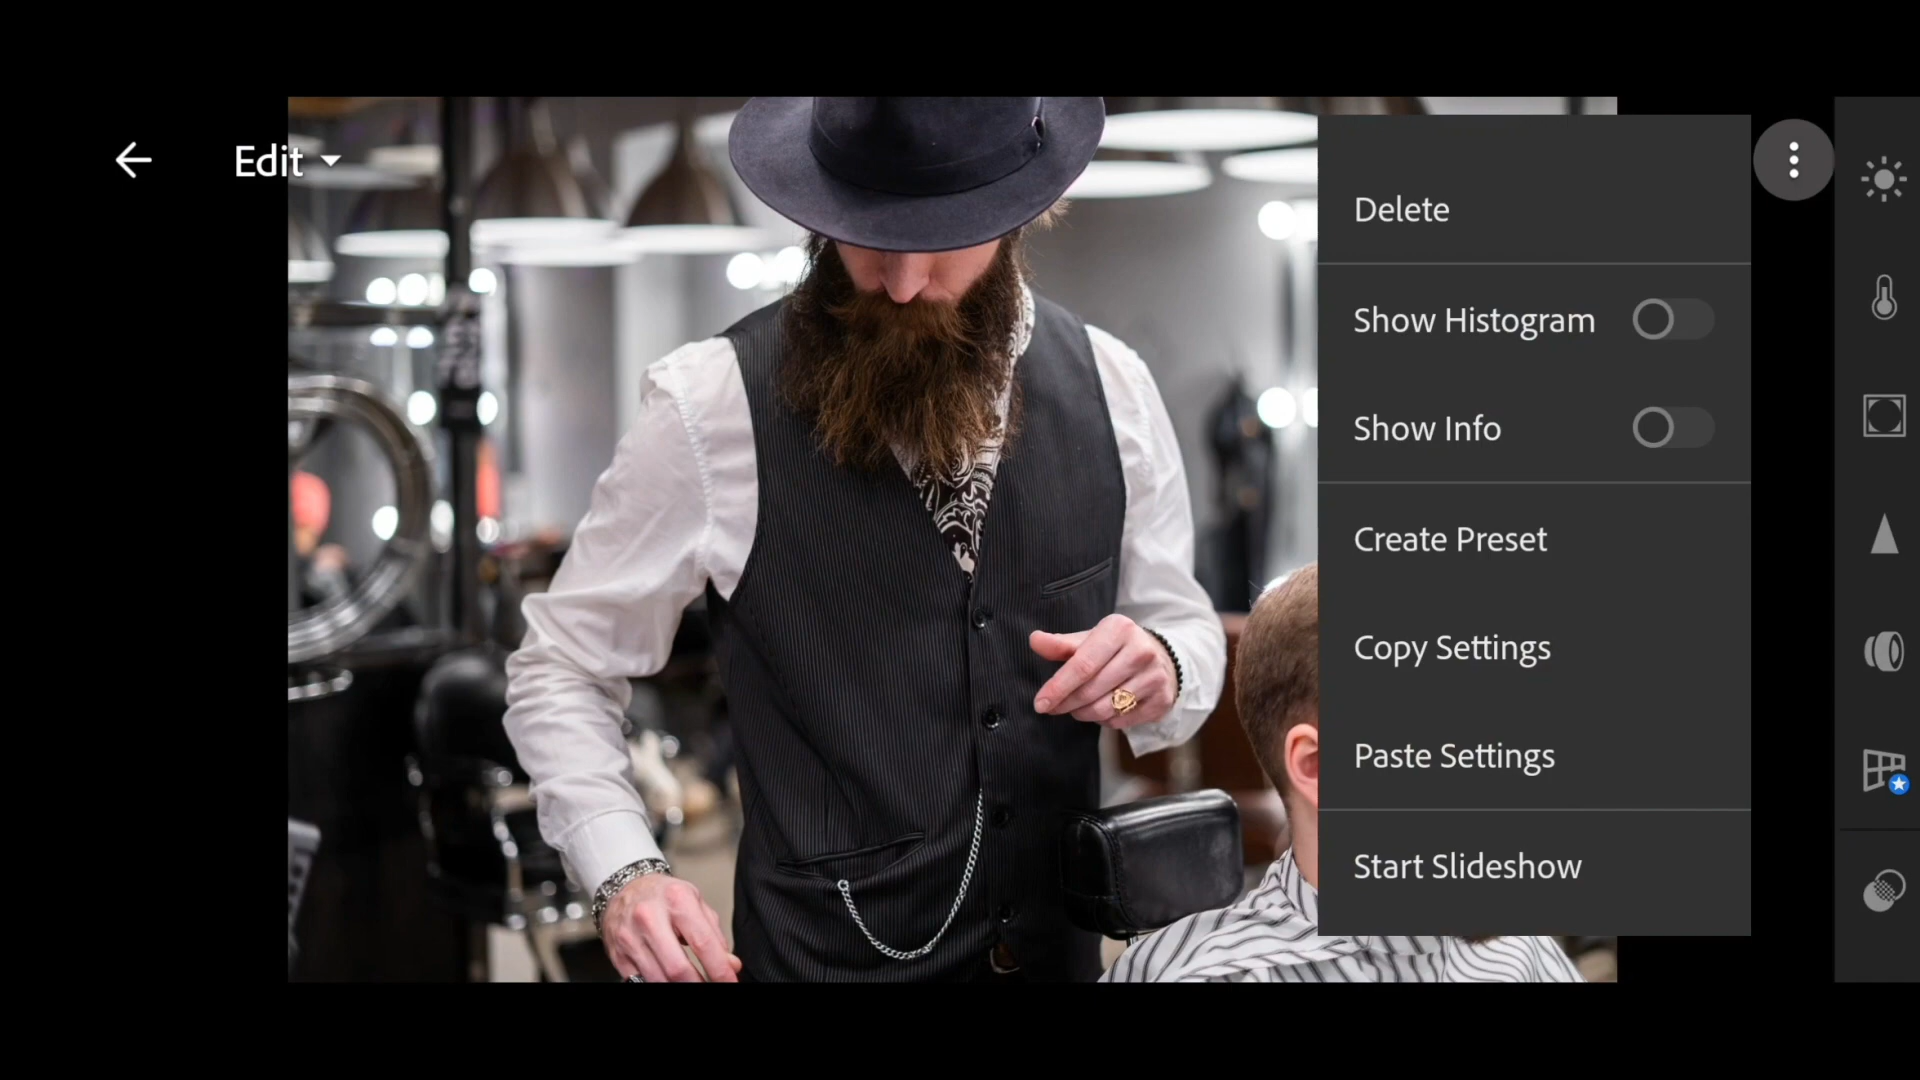 Edit
Delete
Show Histogram
Show Info
Create Preset
Copy Settings
Paste Settings
Start Slideshow